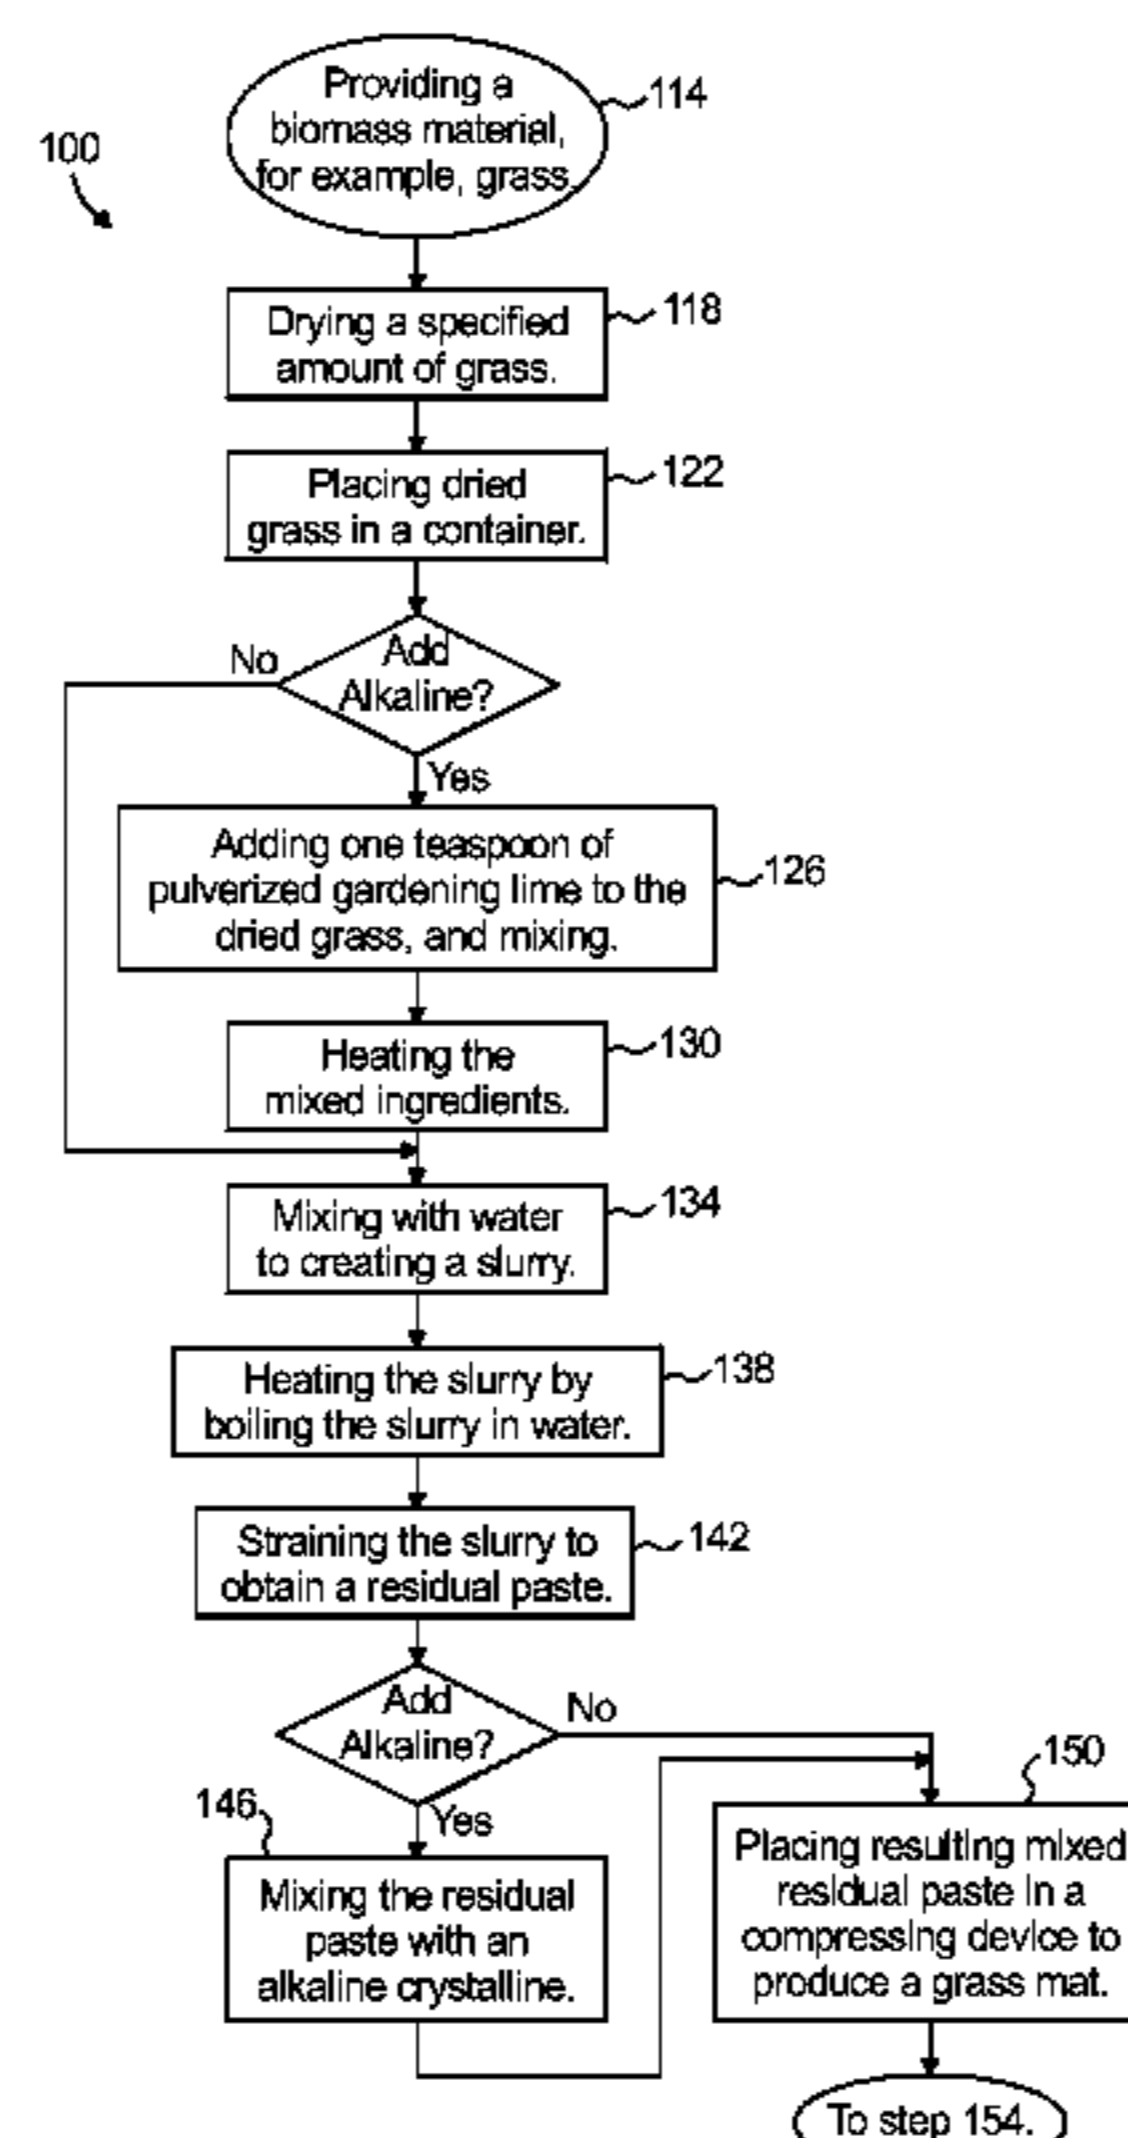 100
Providing a
biomass material,
for example, grass.
114
Drying a specified
amount of grass.
118
Placing dried
grass in a container.
122
Add
Alkaline?
No
Yes
Adding one teaspoon of
pulverized gardening lime to the
dried grass, and mixing.
126
Heating the
mixed ingredients.
130
Mixing with water
to creating a slurry.
134
Heating the slurry by
boiling the slurry in water.
138
Straining the slurry to
obtain a residual paste.
142
Add
Alkaline?
No
Yes
146
Mixing the residual
paste with an
alkaline crystalline.
150
Placing resulting mixed
residual paste in a
compressing device to
produce a grass mat.
To step 154.